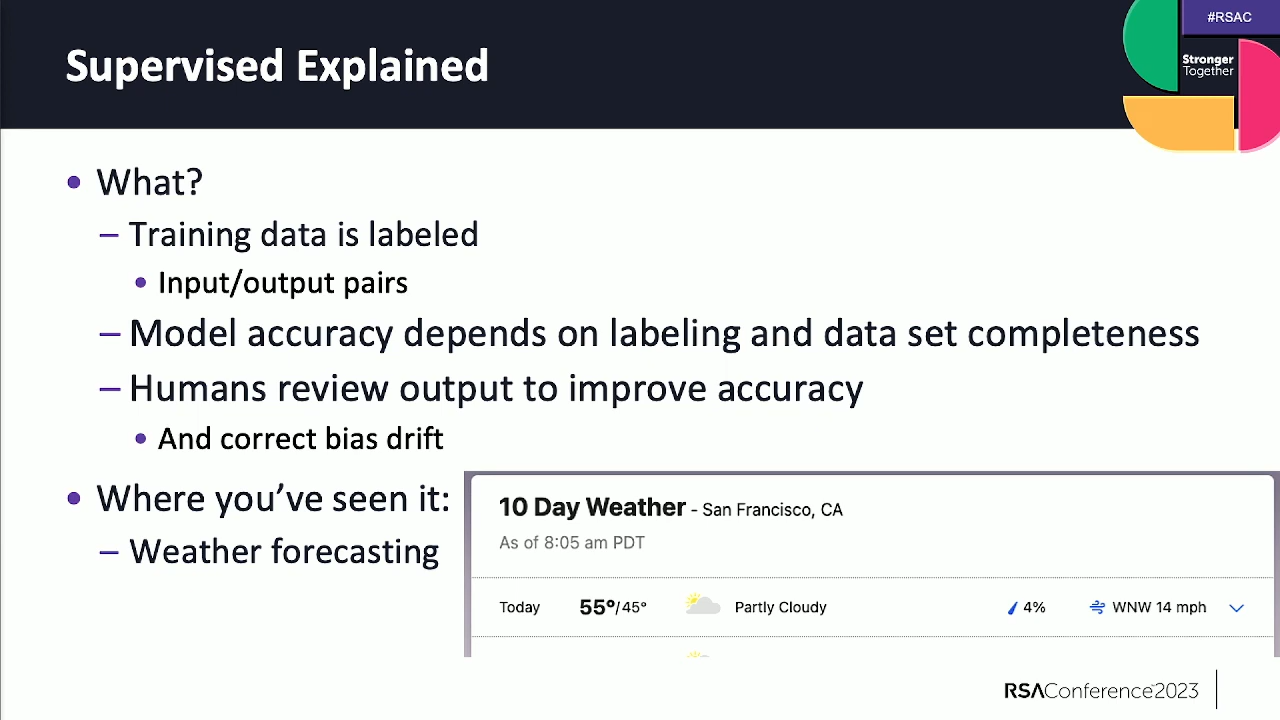 #RSAC
Supervised Explained
Stronger
Together
• What?
– Training data is labeled
• Input/output pairs
– Model accuracy depends on labeling and data set completeness
– Humans review output to improve accuracy
• And correct bias drift
• Where you’ve seen it:
– Weather forecasting
10 Day Weather - San Francisco, CA
As of 8:05 am PDT
Today 55°/45° Partly Cloudy 4% WNW 14 mph
RSAConference™2023